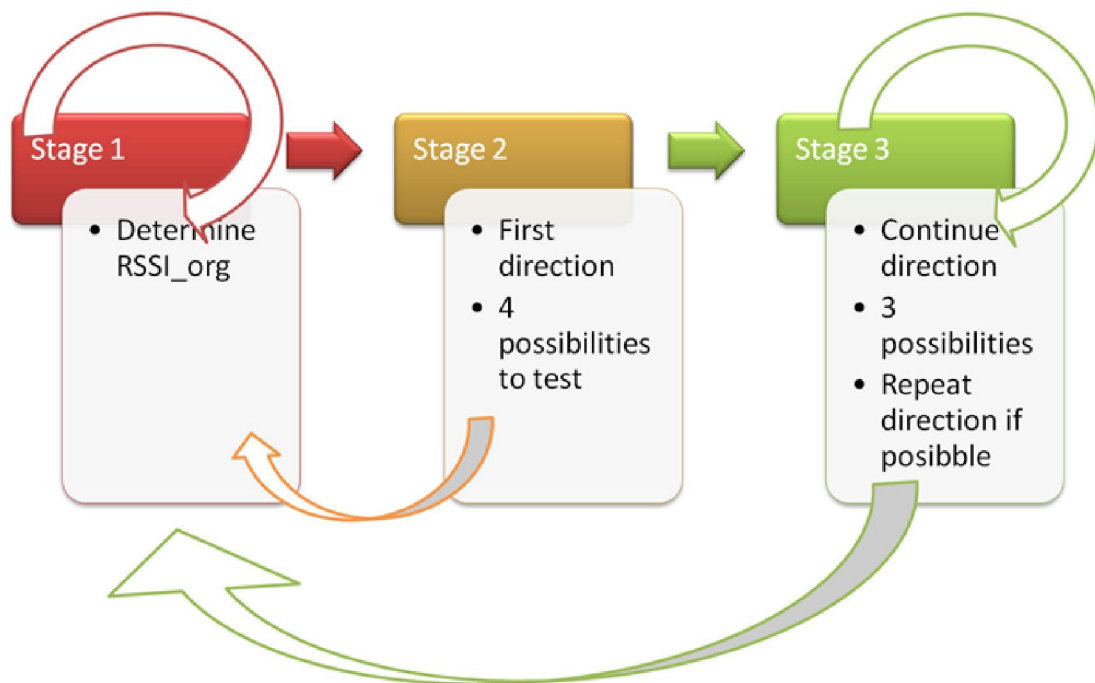 Stage 1
• Determine
RSSI_org
Stage 2
• First
direction
• 4
possibilities
to test
Stage 3
• Continue
direction
• 3
possibilities
• Repeat
direction if
posibble